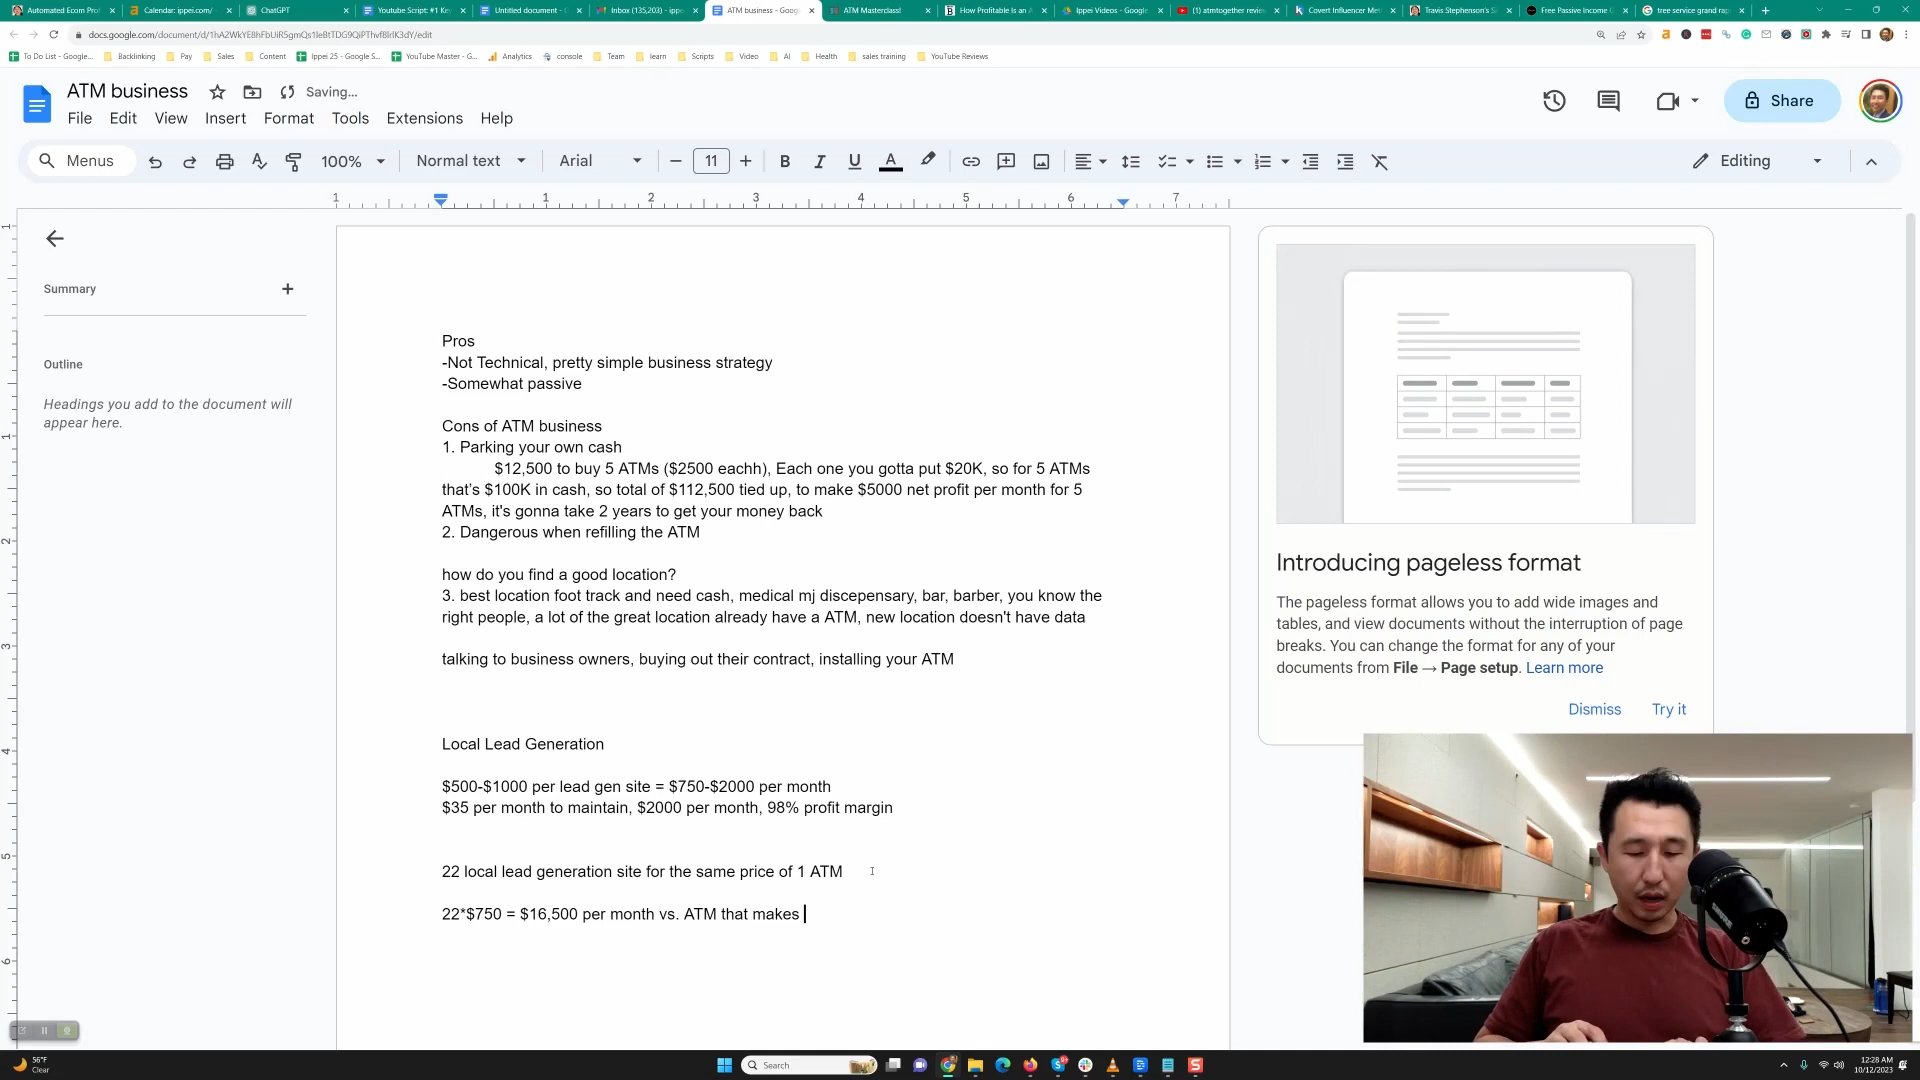 Automated Ecom Pro
Calendar: ippei.com/
ChatGPT
Youtube Script: #1 Key
Untitled document - G
Inbox (135,203) - ippe
ATM business - Goog
ATM Masterclass!
How Profitable Is an A
Ippei Videos - Google
(1) atmtogether review
Covert Influencer Met
Travis Stephenson's S
Free Passive Income G
tree service grand rap
docs.google.com/document/d/
To Do List - Google...
Backlinking
Pay
Sales
Content
Ippei 25 - Google S...
YouTube Master - G...
Analytics
console
Team
learn
Scripts
Video
AI
Health
sales training
YouTube Reviews
ATM business
Saving...
Share
File Edit View Insert Format Tools Extensions Help
Menus
100%
Normal text
Arial
11
Editing
1 1 2 3 4 5 6 7
Summary
Outline
Headings you add to the document will
appear here.
Pros
-Not Technical, pretty simple business strategy
-Somewhat passive
Cons of ATM business
1. Parking your own cash
$12,500 to buy 5 ATMs ($2500 eachh), Each one you gotta put $20K, so for 5 ATMs
that's $100K in cash, so total of $112,500 tied up, to make $5000 net profit per month for 5
ATMs, it's gonna take 2 years to get your money back
2. Dangerous when refilling the ATM
how do you find a good location?
3. best location foot track and need cash, medical mj discepensary, bar, barber, you know the
right people, a lot of the great location already have a ATM, new location doesn't have data
talking to business owners, buying out their contract, installing your ATM
Local Lead Generation
$500-$1000 per lead gen site = $750-$2000 per month
$35 per month to maintain, $2000 per month, 98% profit margin
22 local lead generation site for the same price of 1 ATM
22*$750 = $16,500 per month vs. ATM that makes
Introducing pageless format
The pageless format allows you to add wide images and
tables, and view documents without the interruption of page
breaks. You can change the format for any of your
documents from File → Page setup. Learn more
Dismiss
Try it
56°F
Clear
Search
12:28 AM
10/12/2023